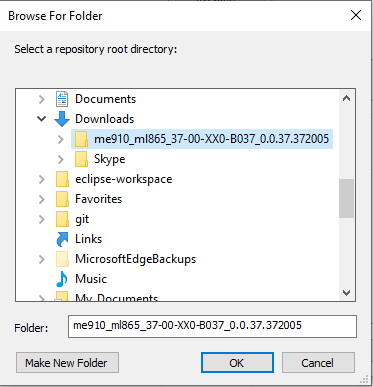 Browse For Folder
Select a repository root directory:
Documents
Downloads
me910_ml865_37-00-XX0-B037_0.0.37.372005
Skype
eclipse-workspace
Favorites
git
Links
MicrosoftEdgeBackups
Music
My Documents
Folder: me910_ml865_37-00-XX0-B037_0.0.37.372005
Make New Folder OK Cancel